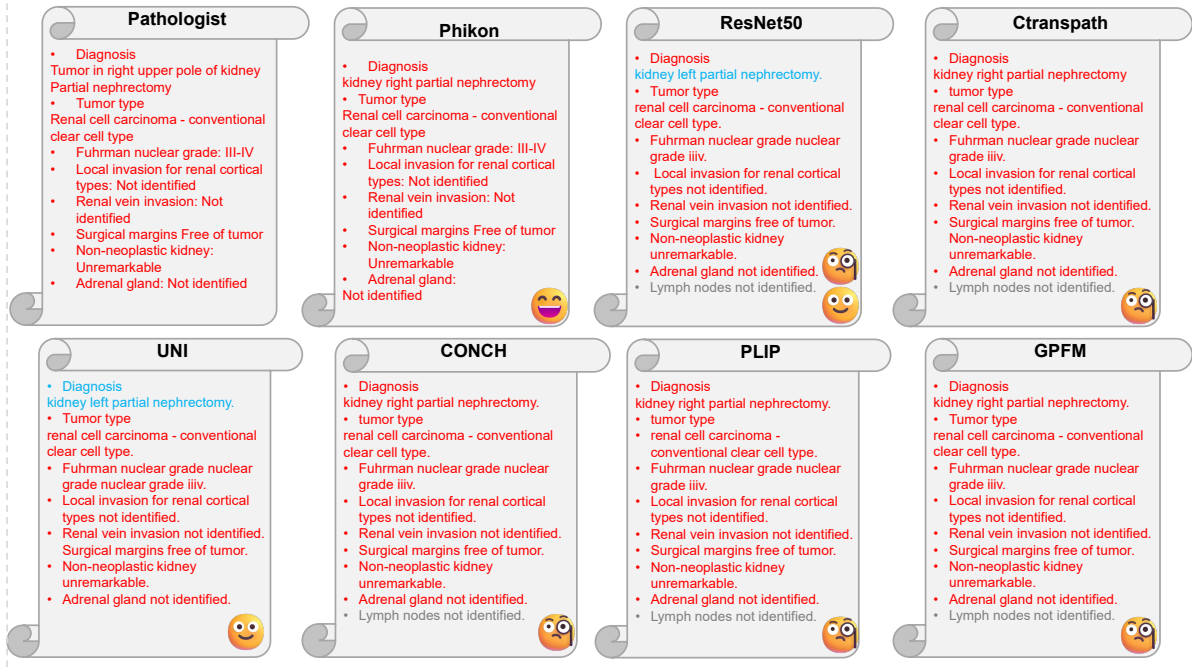 Pathologist
• Diagnosis
Tumor in right upper pole of kidney
Partial nephrectomy
• Tumor type
Renal cell carcinoma - conventional
clear cell type
• Fuhrman nuclear grade: III-IV
• Local invasion for renal cortical
types: Not identified
• Renal vein invasion: Not
identified
• Surgical margins Free of tumor
• Non-neoplastic kidney:
Unremarkable
• Adrenal gland: Not identified
Phikon
• Diagnosis
kidney right partial nephrectomy
• Tumor type
Renal cell carcinoma - conventional
clear cell type
• Fuhrman nuclear grade: III-IV
• Local invasion for renal cortical
types: Not identified
• Renal vein invasion: Not
identified
• Surgical margins Free of tumor
• Non-neoplastic kidney:
Unremarkable
• Adrenal gland:
Not identified
ResNet50
• Diagnosis
kidney left partial nephrectomy.
• Tumor type
renal cell carcinoma - conventional
clear cell type.
• Fuhrman nuclear grade nuclear
grade iiiv.
• Local invasion for renal cortical
types not identified.
• Renal vein invasion not identified.
• Surgical margins free of tumor.
• Non-neoplastic kidney
unremarkable.
• Adrenal gland not identified.
• Lymph nodes not identified.
Ctranspath
• Diagnosis
kidney right partial nephrectomy
• tumor type
renal cell carcinoma - conventional
clear cell type.
• Fuhrman nuclear grade nuclear
grade iiiv.
• Local invasion for renal cortical
types not identified.
• Renal vein invasion not identified.
• Surgical margins free of tumor.
Non-neoplastic kidney
unremarkable.
• Adrenal gland not identified.
• Lymph nodes not identified.
UNI
• Diagnosis
kidney left partial nephrectomy.
• Tumor type
renal cell carcinoma - conventional
clear cell type.
• Fuhrman nuclear grade nuclear
grade nuclear grade iiiv.
• Local invasion for renal cortical
types not identified.
• Renal vein invasion not identified.
Surgical margins free of tumor.
• Non-neoplastic kidney
unremarkable.
• Adrenal gland not identified.
CONCH
• Diagnosis
kidney right partial nephrectomy.
• tumor type
renal cell carcinoma - conventional
clear cell type.
• Fuhrman nuclear grade nuclear
grade iiiv.
• Local invasion for renal cortical
types not identified.
• Renal vein invasion not identified.
• Surgical margins free of tumor.
• Non-neoplastic kidney
unremarkable.
• Adrenal gland not identified.
• Lymph nodes not identified.
PLIP
• Diagnosis
kidney right partial nephrectomy.
• tumor type
• renal cell carcinoma -
conventional clear cell type.
• Fuhrman nuclear grade nuclear
grade iiiv.
• Local invasion for renal cortical
types not identified.
• Renal vein invasion not identified.
• Surgical margins free of tumor.
• Non-neoplastic kidney
unremarkable.
• Adrenal gland not identified.
• Lymph nodes not identified.
GPFM
• Diagnosis
kidney right partial nephrectomy.
• Tumor type
renal cell carcinoma - conventional
clear cell type.
• Fuhrman nuclear grade nuclear
grade iiiv.
• Local invasion for renal cortical
types not identified.
• Renal vein invasion not identified.
• Surgical margins free of tumor.
• Non-neoplastic kidney
unremarkable.
• Adrenal gland not identified.
• Lymph nodes not identified.